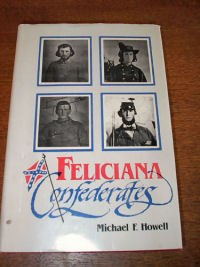 FELICIANA
Confederates
Michael F. Howell